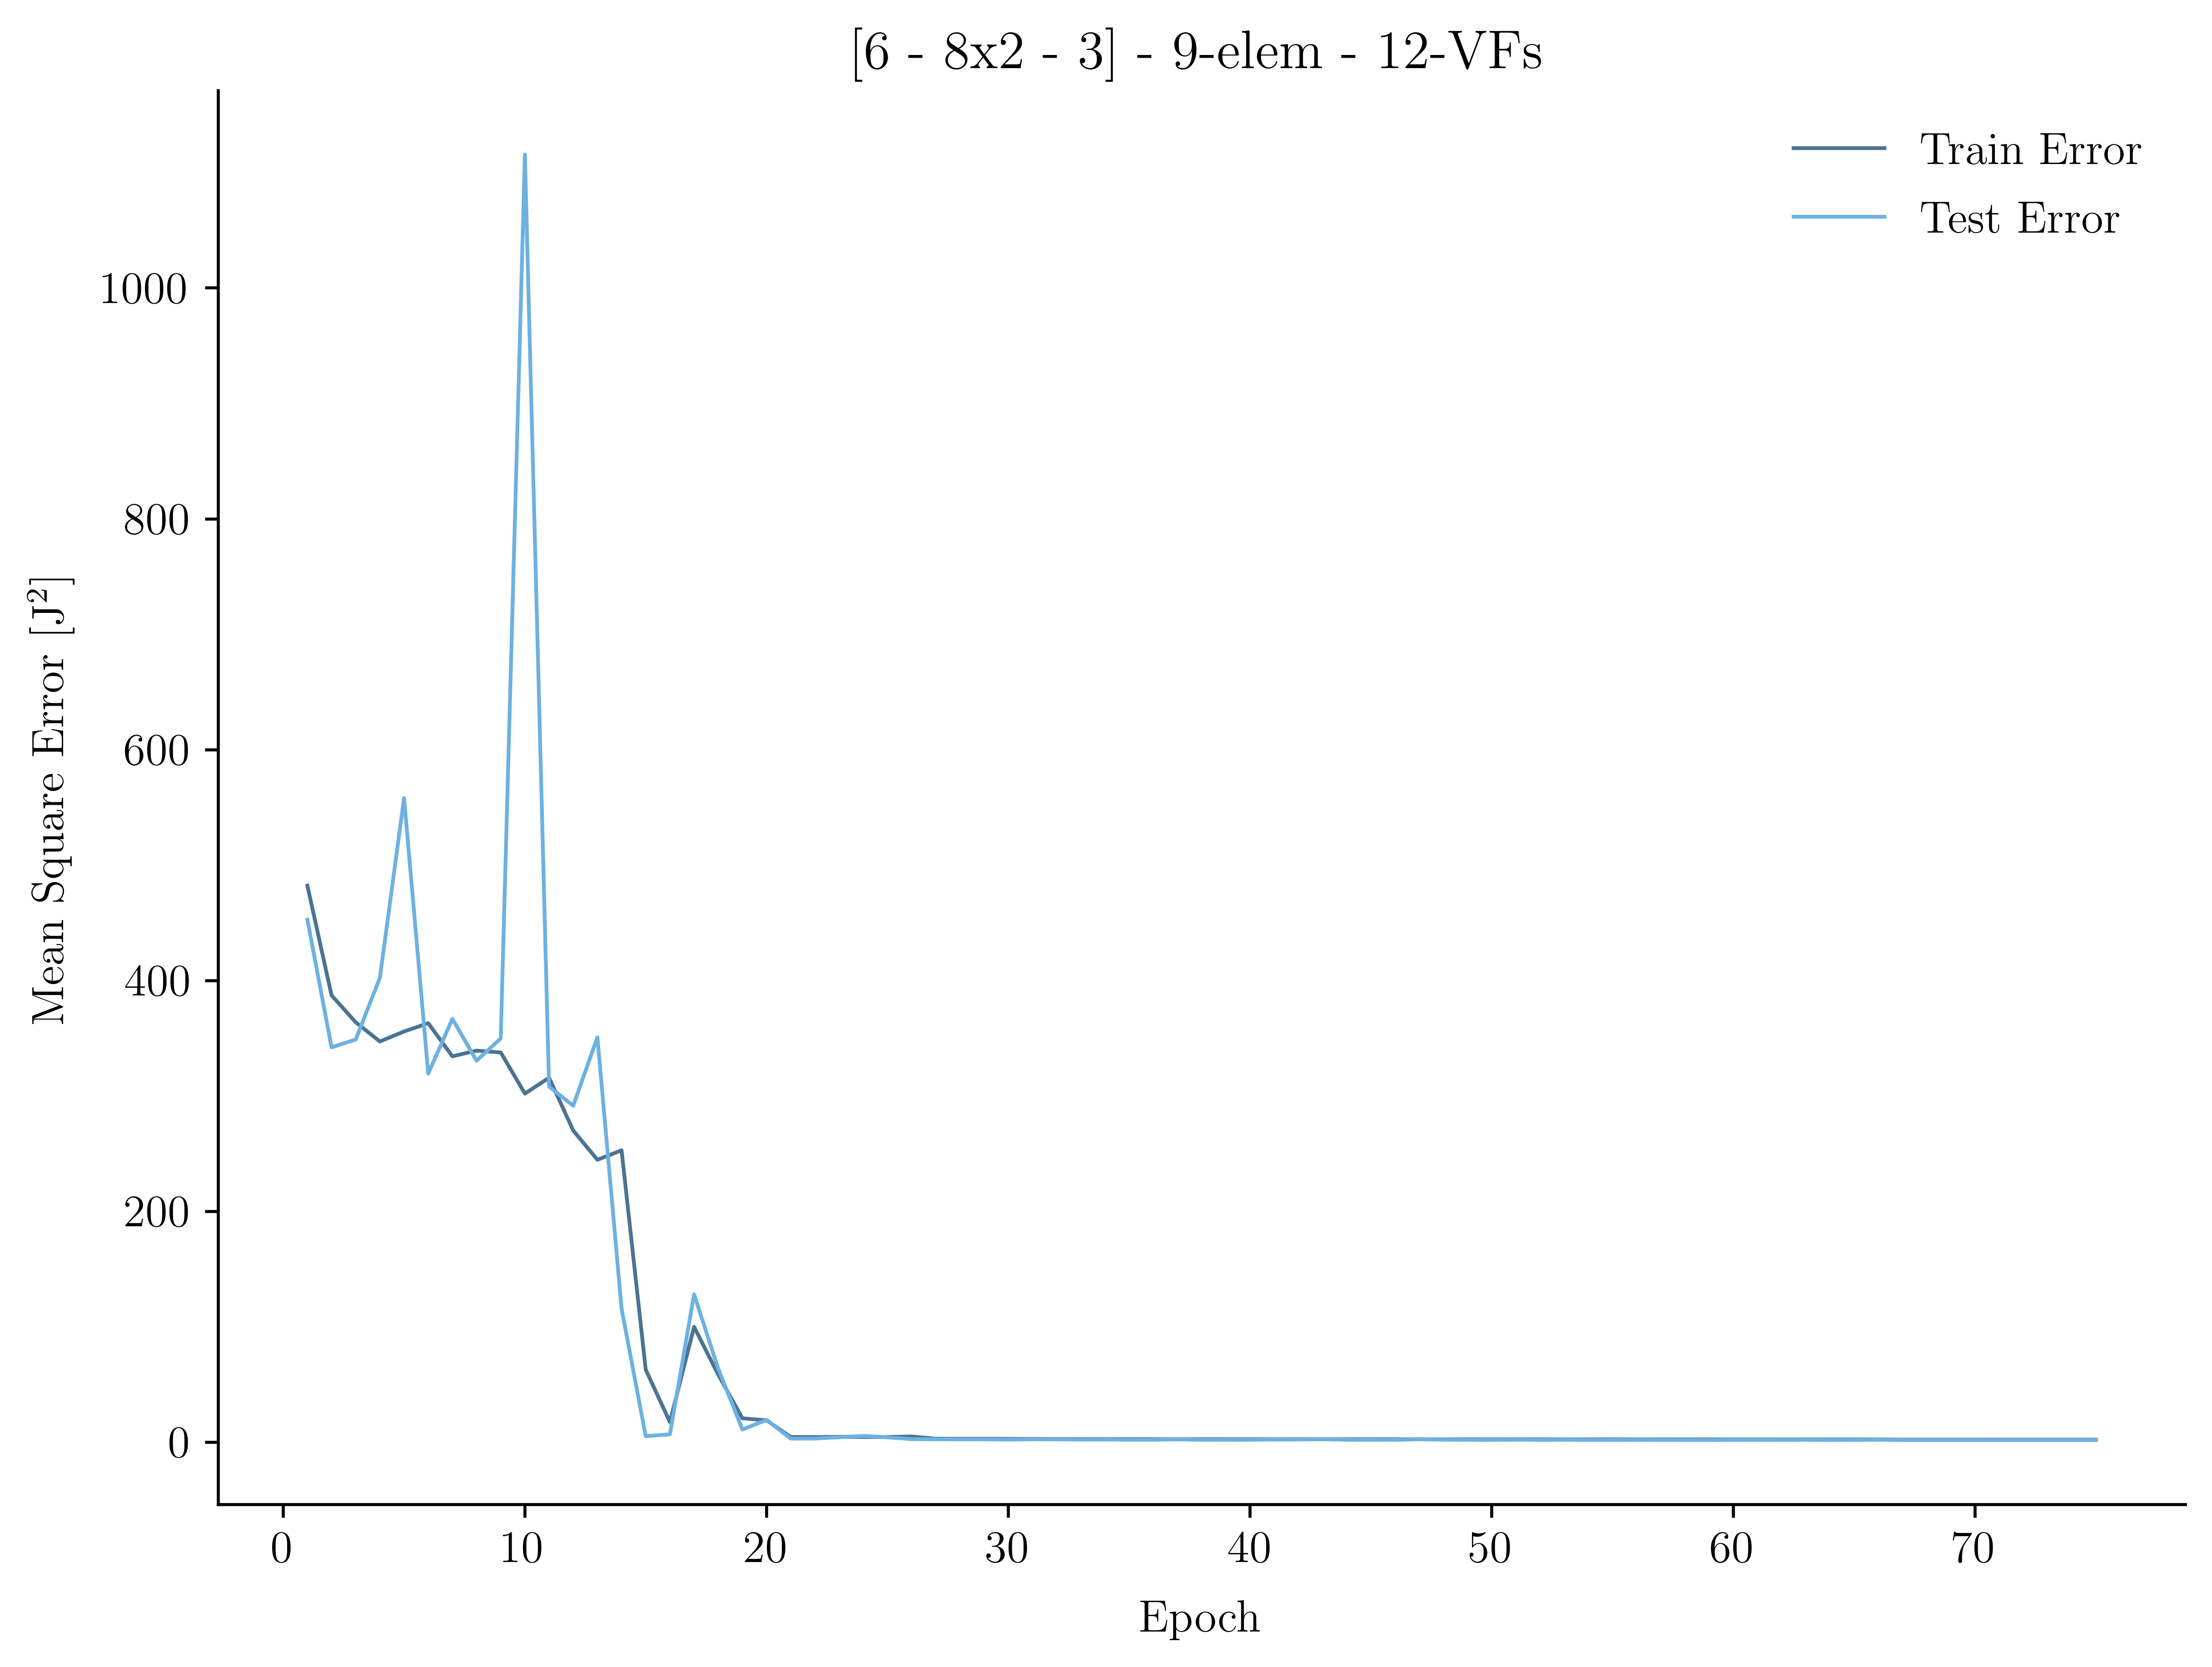 [6 - 8x2 - 3] - 9-elem - 12-VFs
Train Error
Test Error
Mean Square Error [J²]
1000
800
600
400
200
0
0 10 20 30 40 50 60 70
Epoch